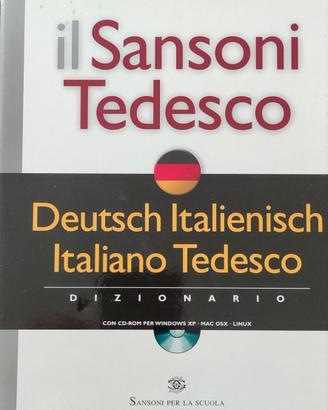 il Sansoni
Tedesco
Deutsch Italienisch
Italiano Tedesco
DIZIONARIO
CON CD-ROM PER WINDOWS XP · MAC OSX · LINUX
SANSONI PER LA SCUOLA